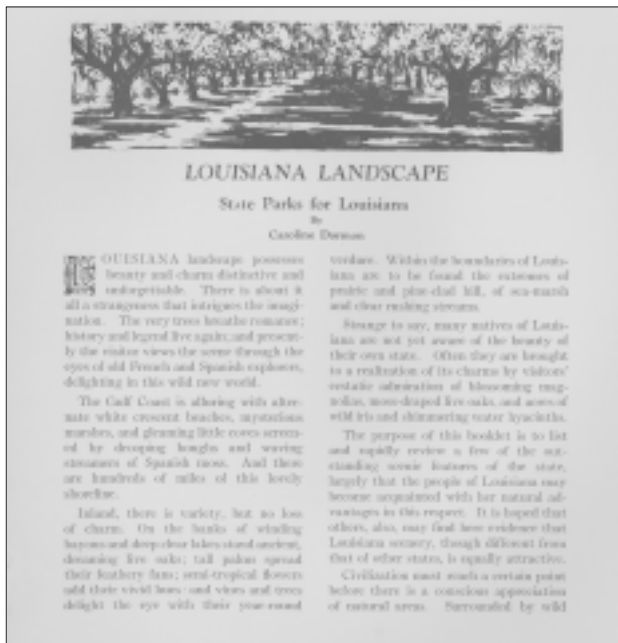 LOUISIANA LANDSCAPE
State Parks for Louisiana
By
Caroline Dormon
LOUISIANA landscape possesses
beauty and charm distinctive and
unforgettable. There is about it
all a strangeness that intrigues the imagi-
nation. The very trees breathe romance;
history and legend live again; and present-
ly the visitor views the scene through the
eyes of old French and Spanish explorers,
delighting in this wild new world.
The Gulf Coast is alluring with alter-
nate white crescent beaches, mysterious
marshes, and gleaming little coves screen-
ed by drooping boughs and waving
streamers of Spanish moss. And there
are hundreds of miles of this lovely
shoreline.
Inland, there is variety, but no loss
of charm. On the banks of winding
bayous and deep clear lakes stand ancient,
dreaming live oaks; tall palms spread
their feathery fans; semi-tropical flowers
add their vivid hues; and vines and trees
delight the eye with their year-round
verdure. Within the boundaries of Louis-
iana are to be found the extremes of
prairie and pine-clad hill, of sea-marsh
and clear rushing streams.
Strange to say, many natives of Louis-
iana are not yet aware of the beauty of
their own state. Often they are brought
to a realization of its charms by visitors'
ecstatic admiration of blossoming mag-
nolias, moss-draped live oaks, and acres of
wild iris and shimmering water hyacinths.
The purpose of this booklet is to list
and rapidly review a few of the out-
standing scenic features of the state,
largely that the people of Louisiana may
become acquainted with her natural ad-
vantages in this respect. It is hoped that
others, also, may find here evidence that
Louisiana scenery, though different from
that of other states, is equally attractive.
Civilization must reach a certain point
before there is a conscious appreciation
of natural areas. Surrounded by wild